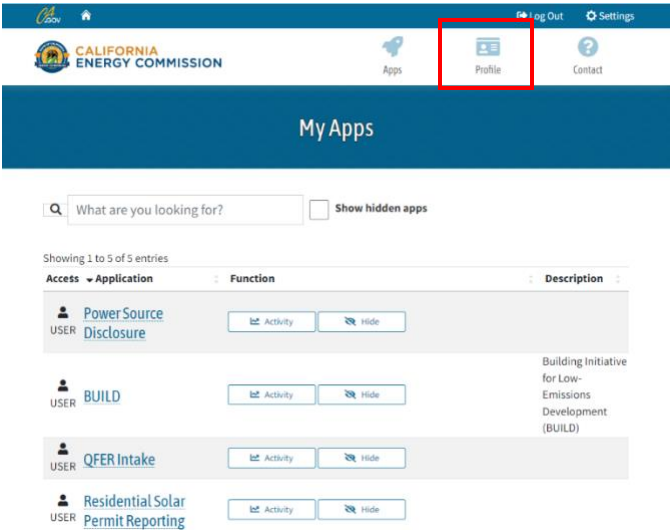 CA.GOV Log Out Settings
CALIFORNIA
ENERGY COMMISSION
Apps Profile Contact
My Apps
What are you looking for? Show hidden apps
Showing 1 to 5 of 5 entries
Access Application Function Description
USER Power Source Disclosure Activity Hide
USER BUILD Activity Hide Building Initiative
for Low-
Emissions
Development
(BUILD)
USER QFER Intake Activity Hide
USER Residential Solar Permit Reporting Activity Hide